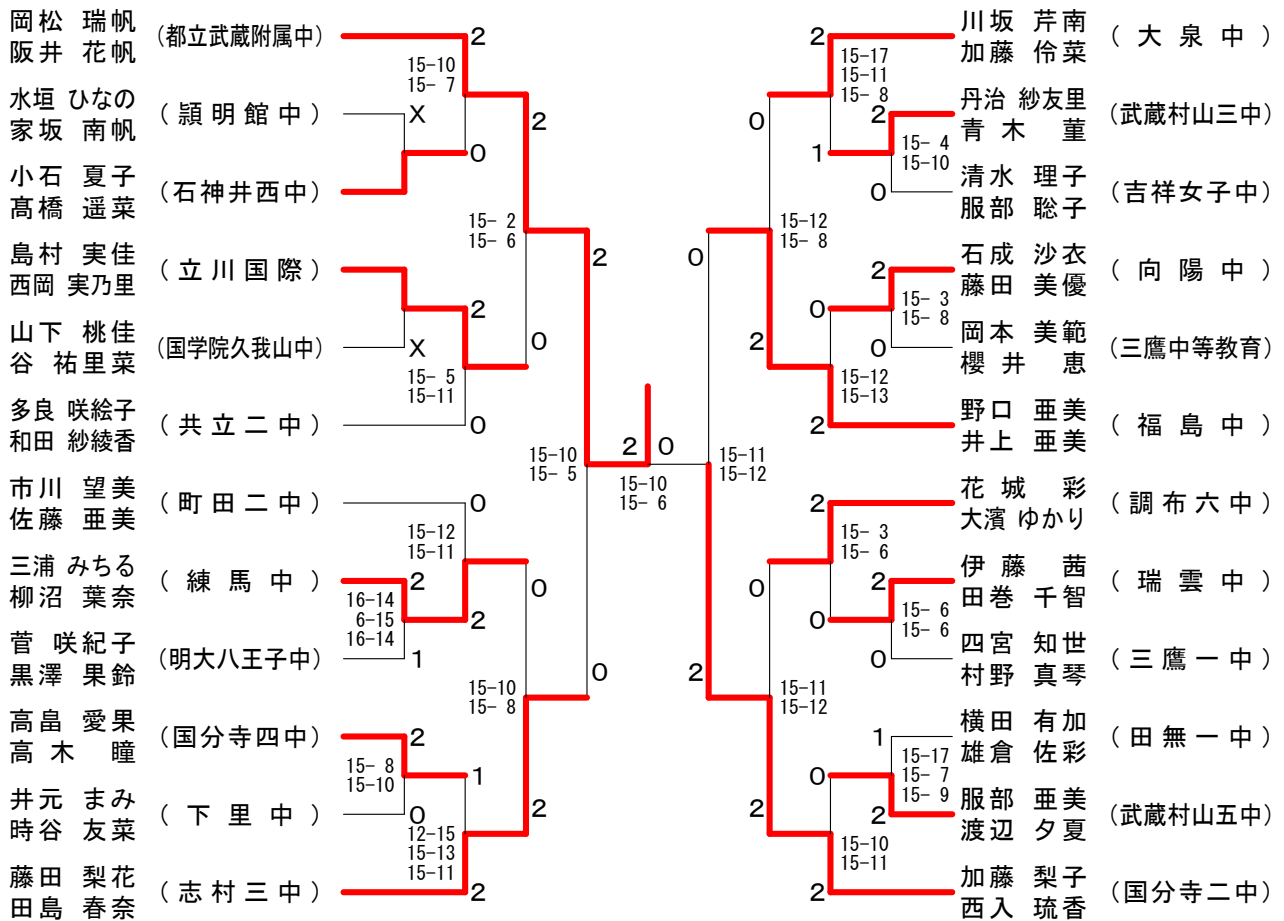 岡松 瑞帆
阪井 花帆
(都立武蔵附属中)
2
15-10
15- 7
水垣 ひなの
家坂 南帆
(頴明館中)
X
2
0
小石 夏子
髙橋 遥菜
(石神井西中)
15- 2
15- 6
2
島村 実佳
西岡 実乃里
(立川国際)
2
山下 桃佳
谷 祐里菜
(国学院久我山中)
X
0
15- 5
15-11
多良 咲絵子
和田 紗綾香
(共立二中)
0
15-10
15- 5
市川 望美
佐藤 亜美
(町田二中)
0
15-12
15-11
三浦 みちる
柳沼 葉奈
(練馬中)
2
0
16-14
6-15
16-14
2
菅 咲紀子
黒澤 果鈴
(明大八王子中)
1
0
15-10
15- 8
高畠 愛果
高木 瞳
(国分寺四中)
2
15- 8
15-10
1
井元 まみ
時谷 友菜
(下里中)
0
2
12-15
15-13
15-11
藤田 梨花
田島 春奈
(志村三中)
2
2 0
15-10
15- 6
2
川坂 芹南
加藤 伶菜
(大泉中)
15-17
15-11
15- 8
0
2
丹治 紗友里
青木 菫
(武蔵村山三中)
1
15- 4
15-10
0
清水 理子
服部 聡子
(吉祥女子中)
15-12
15- 8
0
2
石成 沙衣
藤田 美優
(向陽中)
0
15- 3
15- 8
2
0
岡本 美範
櫻井 恵
(三鷹中等教育)
15-12
15-13
2
野口 亜美
井上 亜美
(福島中)
15-11
15-12
2
花城 彩
大濱 ゆかり
(調布六中)
15- 3
15- 6
0
2
伊藤 茜
田巻 千智
(瑞雲中)
0
15- 6
15- 6
2
0
四宮 知世
村野 真琴
(三鷹一中)
15-11
15-12
1
横田 有加
雄倉 佐彩
(田無一中)
0
15-17
15- 7
15- 9
2
2
服部 亜美
渡辺 夕夏
(武蔵村山五中)
15-10
15-11
2
加藤 梨子
西入 琉香
(国分寺二中)